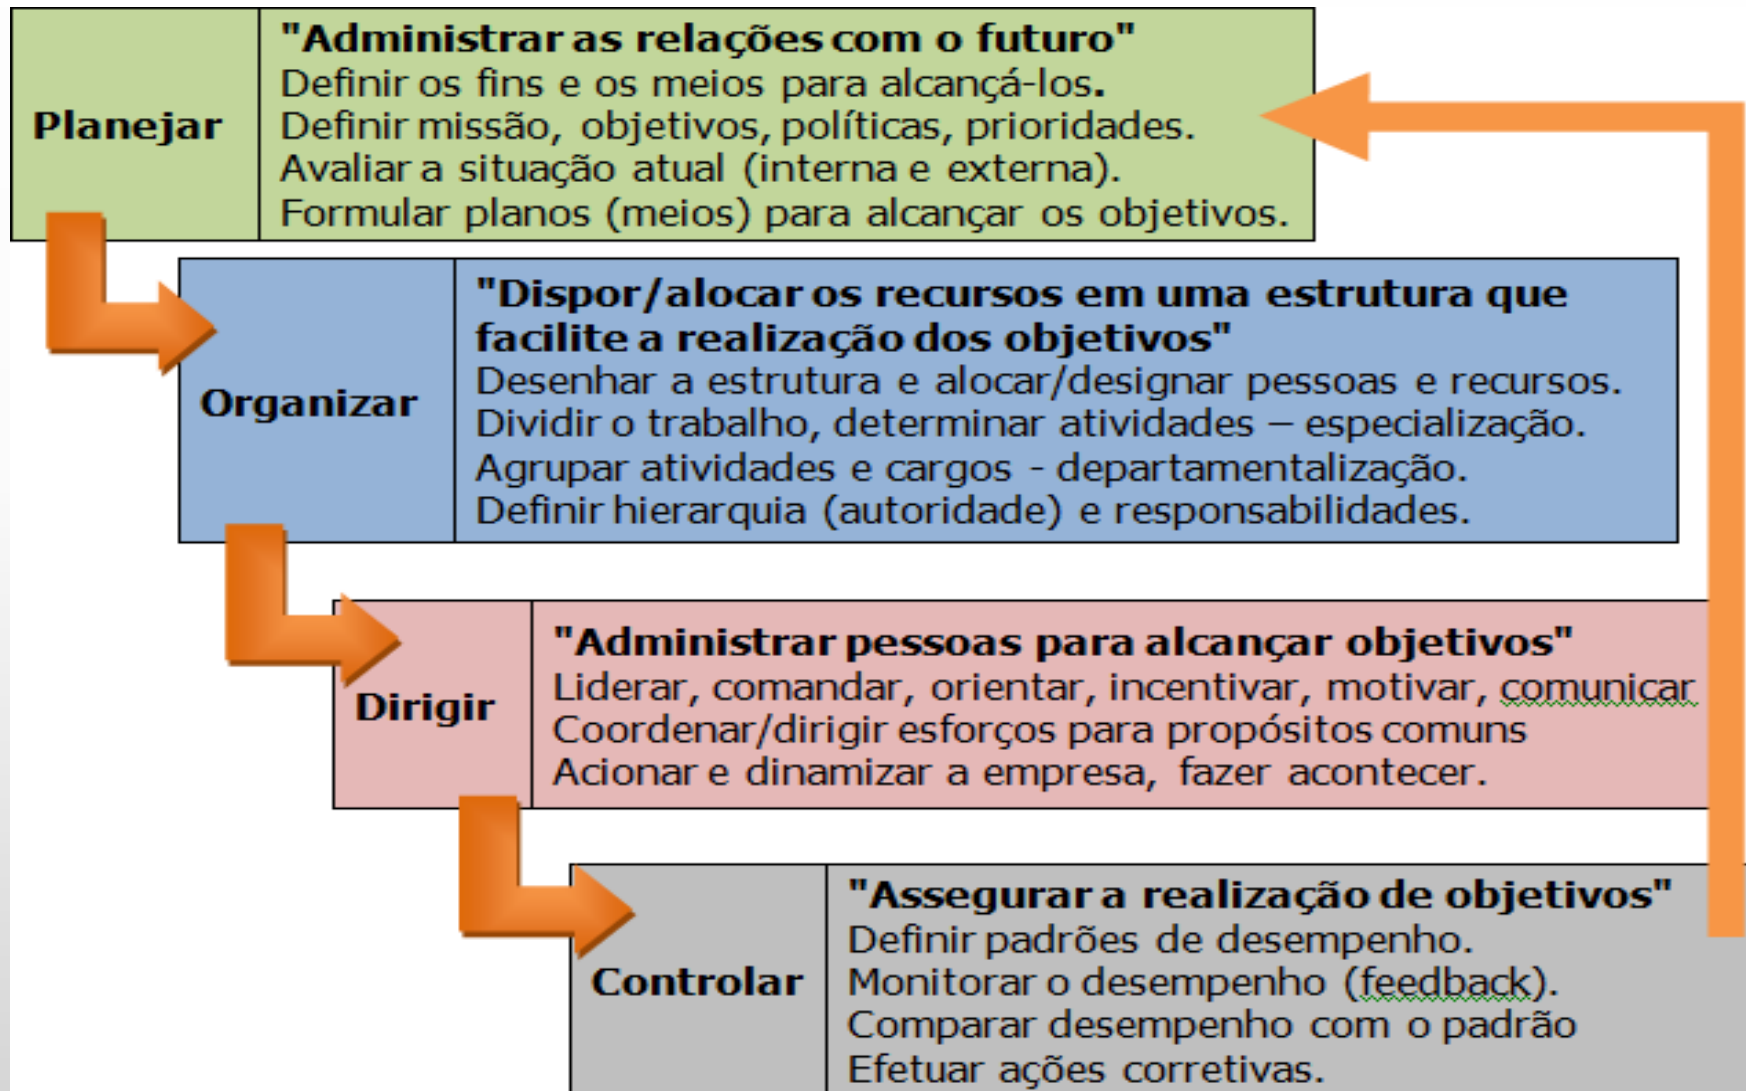 Planejar
"Administrar as relações com o futuro"
Definir os fins e os meios para alcançá-los.
Definir missão, objetivos, políticas, prioridades.
Avaliar a situação atual (interna e externa).
Formular planos (meios) para alcançar os objetivos.
Organizar
"Dispor/alocar os recursos em uma estrutura que
facilite a realização dos objetivos"
Desenhar a estrutura e alocar/designar pessoas e recursos.
Dividir o trabalho, determinar atividades – especialização.
Agrupar atividades e cargos - departamentalização.
Definir hierarquia (autoridade) e responsabilidades.
Dirigir
"Administrar pessoas para alcançar objetivos"
Liderar, comandar, orientar, incentivar, motivar, comunicar
Coordenar/dirigir esforços para propósitos comuns
Acionar e dinamizar a empresa, fazer acontecer.
Controlar
"Assegurar a realização de objetivos"
Definir padrões de desempenho.
Monitorar o desempenho (feedback).
Comparar desempenho com o padrão
Efetuar ações corretivas.